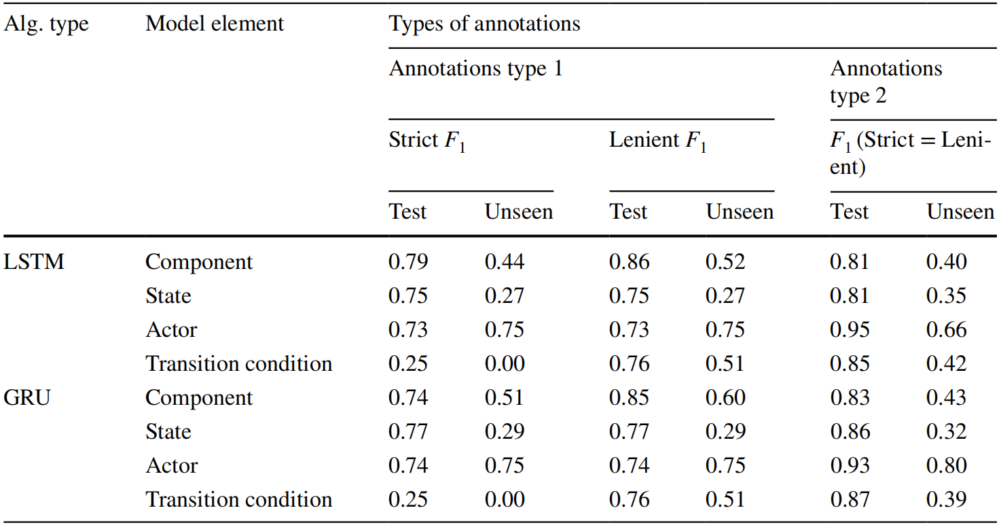 Alg. type Model element Types of annotations
Annotations type 1 Annotations
type 2
Strict F1 Lenient F1 F1 (Strict = Leni-
ent)
Test Unseen Test Unseen Test Unseen
LSTM Component 0.79 0.44 0.86 0.52 0.81 0.40
State 0.75 0.27 0.75 0.27 0.81 0.35
Actor 0.73 0.75 0.73 0.75 0.95 0.66
Transition condition 0.25 0.00 0.76 0.51 0.85 0.42
GRU Component 0.74 0.51 0.85 0.60 0.83 0.43
State 0.77 0.29 0.77 0.29 0.86 0.32
Actor 0.74 0.75 0.74 0.75 0.93 0.80
Transition condition 0.25 0.00 0.76 0.51 0.87 0.39